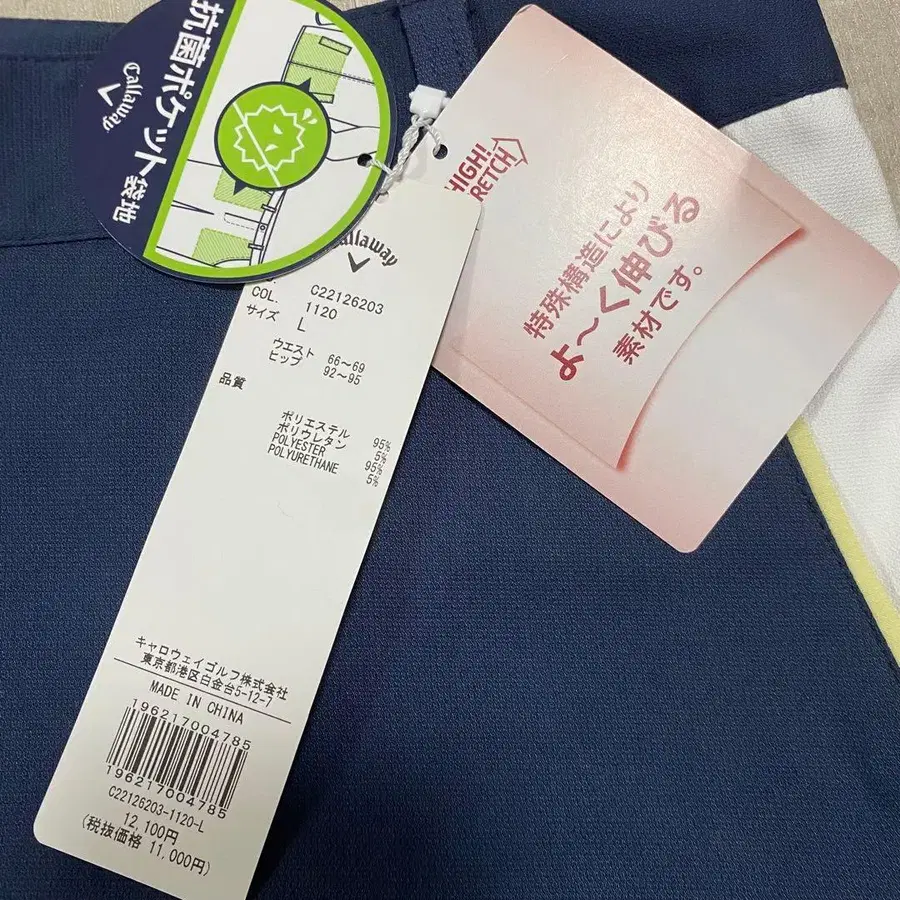 抗菌ポケット袋地
Callaway
HIGH!
特殊構造により
よ〜く伸びる
素材です。
Callaway
C22126203
COL. 1120
サイズ L
ウエスト 66〜69
ヒップ 92〜95
品質
ポリエステル 95%
ポリウレタン 5%
POLYESTER 95%
POLYURETHANE 5%
キャロウェイゴルフ株式会社
東京都港区白金台5-12-7
MADE IN CHINA
196217004785
196217004785
C22126203-1120-L
12,100円
(税抜価格 11,000円)